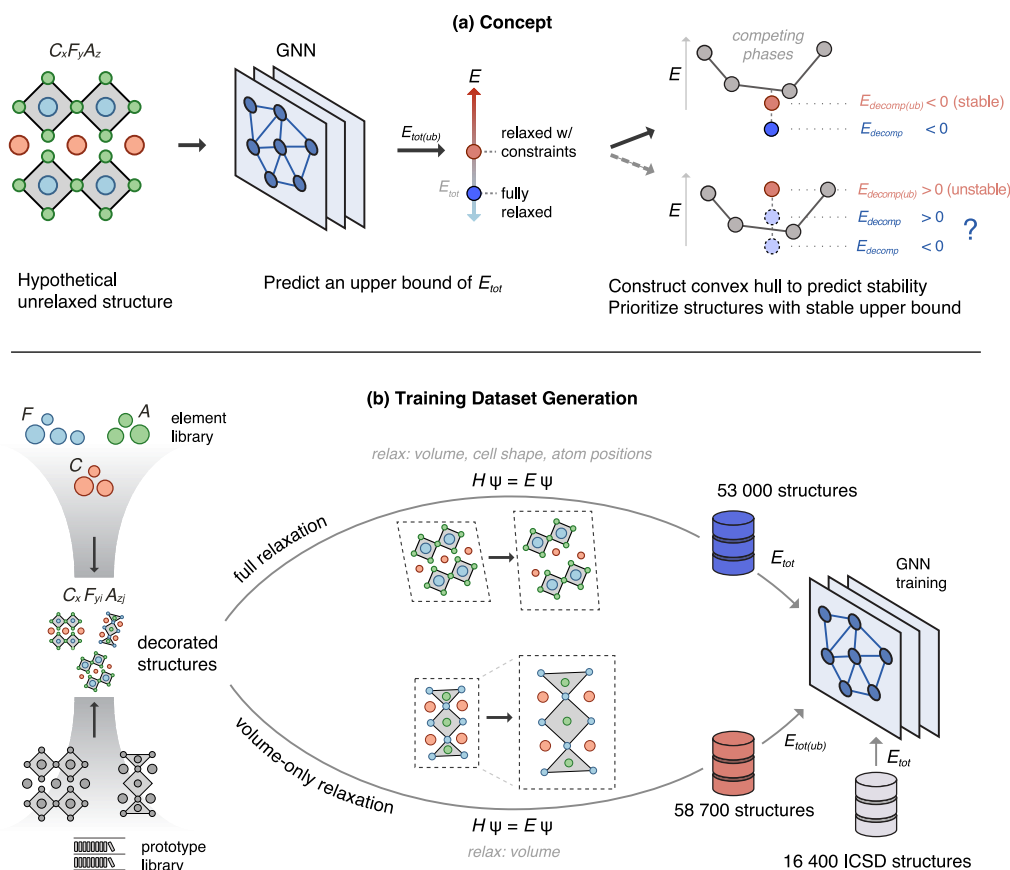 (a) Concept
CxFyAz
GNN
E
Etot(ub)
relaxed w/
constraints
Etot
fully
relaxed
competing
phases
E
Edecomp(ub) < 0 (stable)
Edecomp < 0
E
Edecomp(ub) > 0 (unstable)
Edecomp > 0
?
Edecomp < 0
Hypothetical
unrelaxed structure
Predict an upper bound of Etot
Construct convex hull to predict stability
Prioritize structures with stable upper bound
(b) Training Dataset Generation
F
A
element
library
C
relax: volume, cell shape, atom positions
H ψ = E ψ
full relaxation
53 000 structures
Etot
GNN
training
Cx Fyi Azj
decorated
structures
volume-only relaxation
Etot(ub)
Etot
58 700 structures
H ψ = E ψ
relax: volume
prototype
library
16 400 ICSD structures